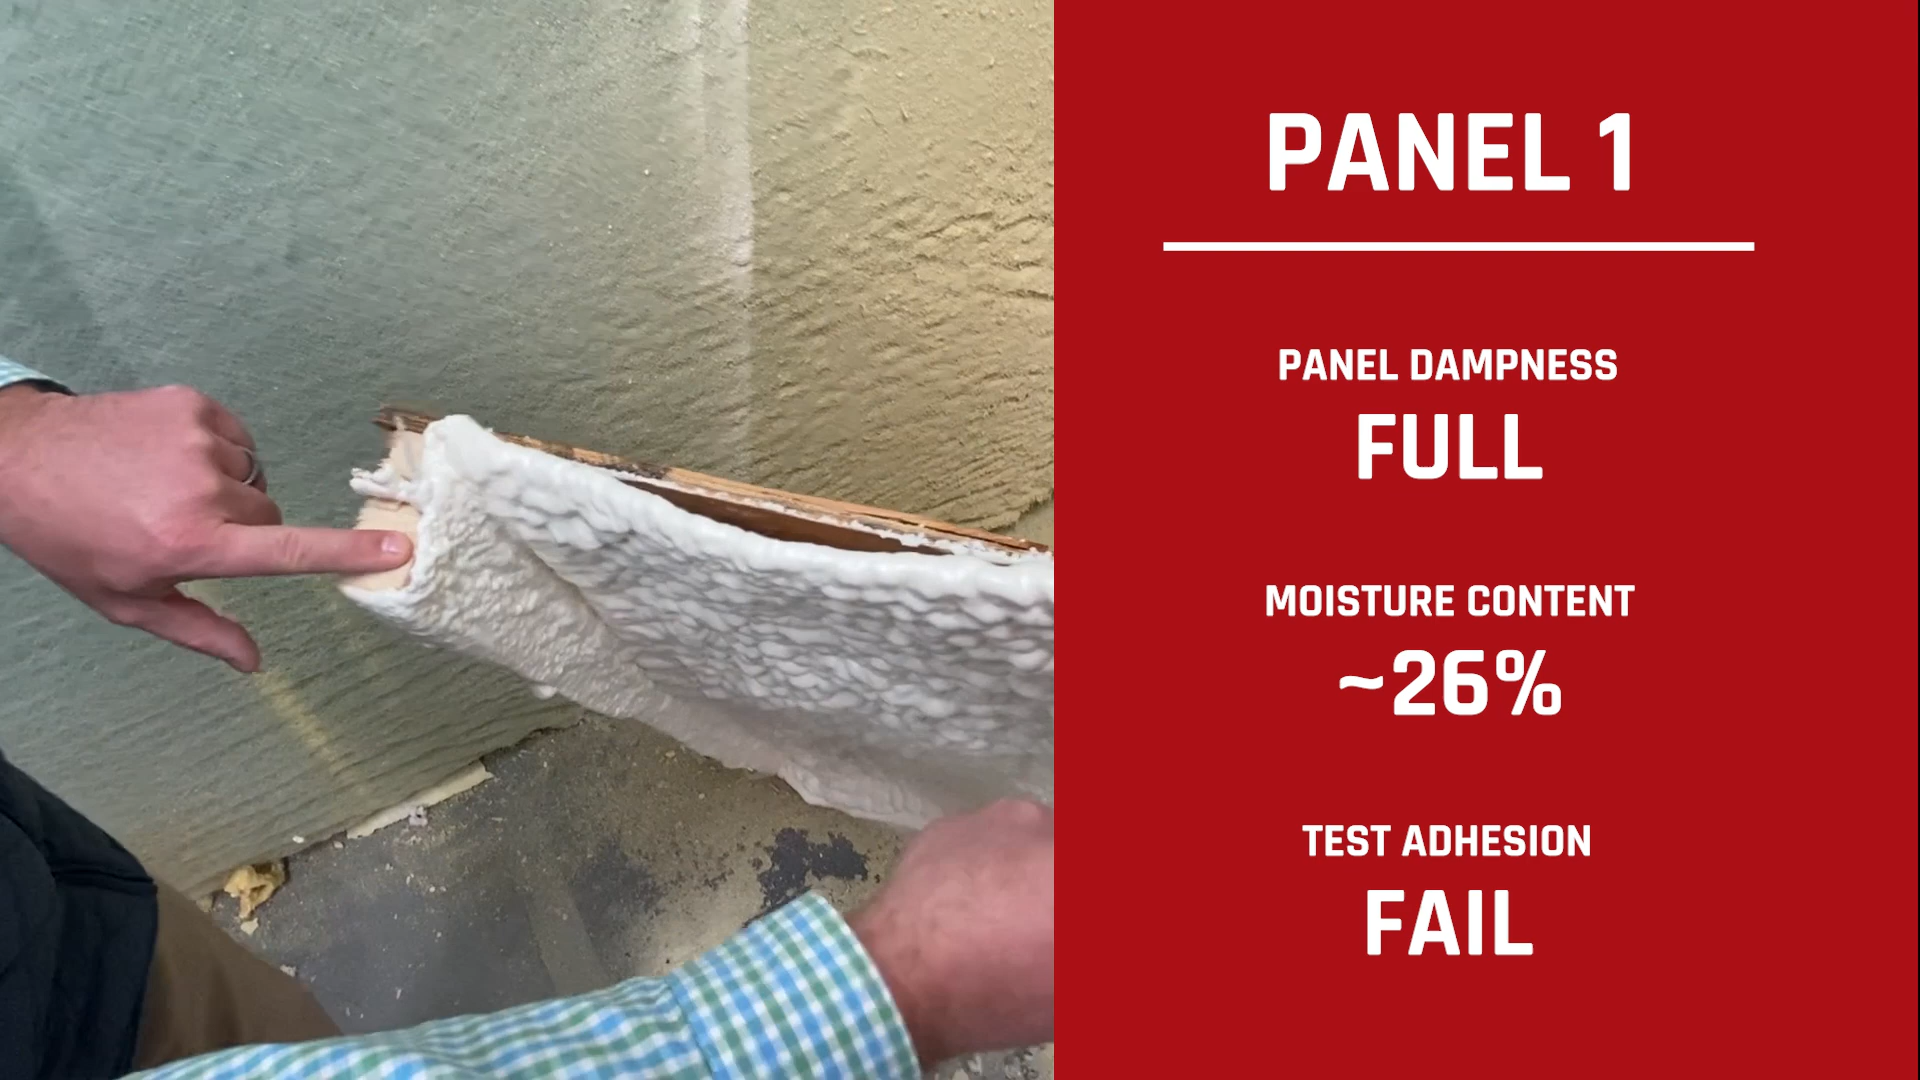 PANEL 1
PANEL DAMPNESS
FULL
MOISTURE CONTENT
~26%
TEST ADHESION
FAIL